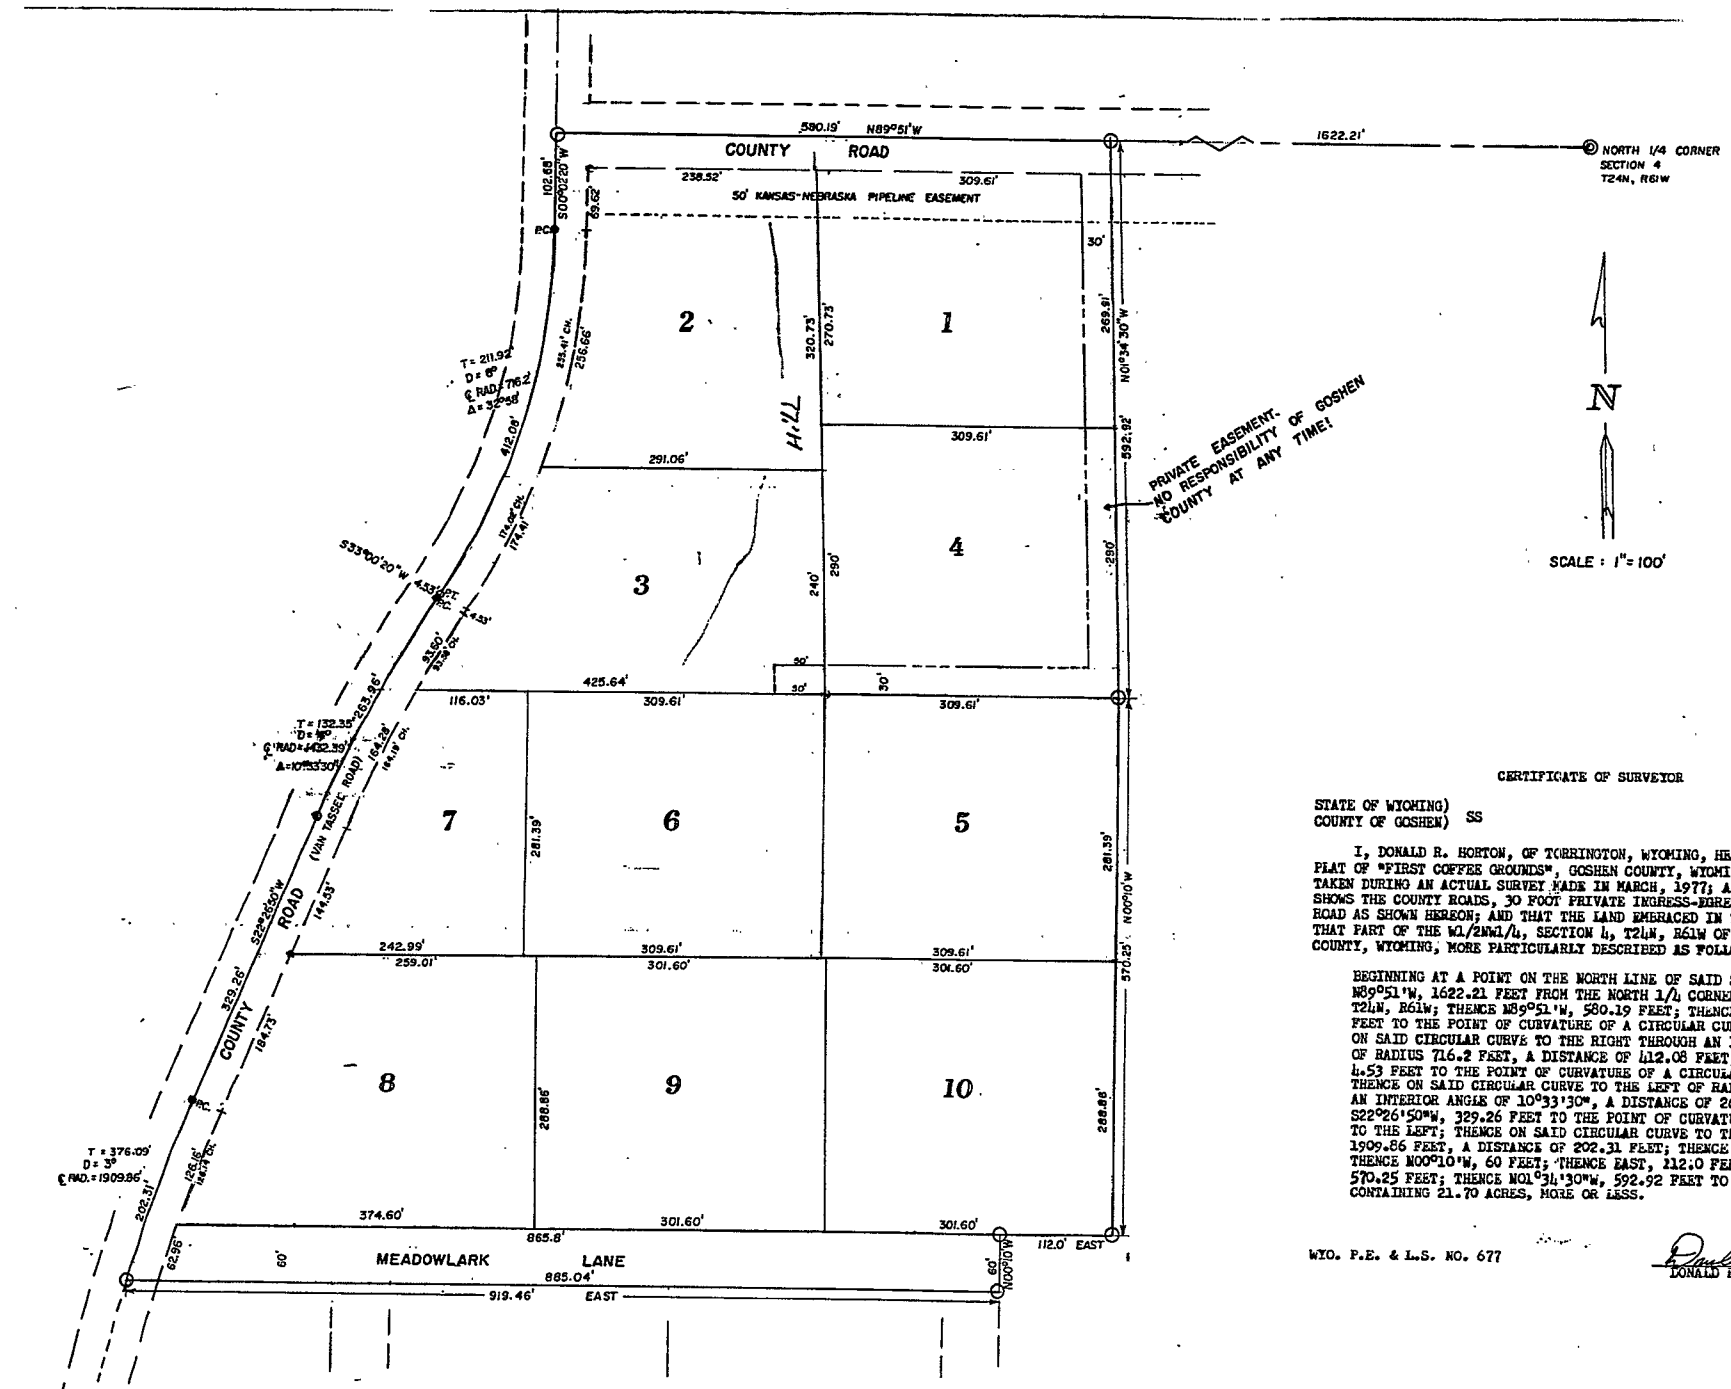 580.19' N89°51'W
1622.21'
COUNTY ROAD
NORTH 1/4 CORNER
SECTION 4
T24N, R61W
102.68'
S00°02'20"W
69.62'
238.52'
309.61'
50' KANSAS-NEBRASKA PIPELINE EASEMENT
P.C.
30'
2
1
320.73'
270.73'
269.91'
N01°34'30"W
592.92'
T = 211.92'
D = 8°
℄ RAD.= 716.2'
Δ = 32°58'
255.41' CH.
256.66'
412.08'
Hill
309.61'
291.06'
PRIVATE EASEMENT-
NO RESPONSIBILITY OF GOSHEN
COUNTY AT ANY TIME!
N
SCALE : 1"=100'
174.02' CH.
174.41'
S33°00'20"W
4.53'
P.T.
P.C.
4.53'
3
4
240'
290'
290'
93.60'
93.58' CH.
50'
425.64'
50'
30'
116.03'
309.61'
309.61'
263.96'
T = 132.35'
℄ RAD=1432.39'
Δ=10°33'30"
164.28'
164.19' CH.
(VAN TASSEL ROAD)
7
6
5
281.39'
281.39'
144.53'
S22°26'50"W
COUNTY ROAD
N00°10'W
570.25'
242.99'
309.61'
309.61'
259.01'
301.60'
301.60'
329.26'
184.73'
8
9
10
288.86'
288.86'
P.C.
T = 376.09'
D = 3°
℄ RAD.=1909.86'
126.16'
126.14' CH.
202.31'
62.96'
374.60'
301.60'
301.60'
865.8'
112.0' EAST
60'
MEADOWLARK LANE
60'
N00°10'W
885.04'
919.46' EAST
CERTIFICATE OF SURVEYOR
STATE OF WYOMING)
COUNTY OF GOSHEN) SS
I, DONALD R. HORTON, OF TORRINGTON, WYOMING, HE
PLAT OF "FIRST COFFEE GROUNDS", GOSHEN COUNTY, WYOMI
TAKEN DURING AN ACTUAL SURVEY MADE IN MARCH, 1977; A
SHOWS THE COUNTY ROADS, 30 FOOT PRIVATE INGRESS-EGRE
ROAD AS SHOWN HEREON; AND THAT THE LAND EMBRACED IN
THAT PART OF THE W1/2NW1/4, SECTION 4, T24N, R61W OF
COUNTY, WYOMING, MORE PARTICULARLY DESCRIBED AS FOLL
BEGINNING AT A POINT ON THE NORTH LINE OF SAID
N89°51'W, 1622.21 FEET FROM THE NORTH 1/4 CORNE
T24N, R61W; THENCE N89°51'W, 580.19 FEET; THENC
FEET TO THE POINT OF CURVATURE OF A CIRCULAR CU
ON SAID CIRCULAR CURVE TO THE RIGHT THROUGH AN
OF RADIUS 716.2 FEET, A DISTANCE OF 412.08 FEET
4.53 FEET TO THE POINT OF CURVATURE OF A CIRCUL
THENCE ON SAID CIRCULAR CURVE TO THE LEFT OF RA
AN INTERIOR ANGLE OF 10°33'30", A DISTANCE OF 26
S22°26'50"W, 329.26 FEET TO THE POINT OF CURVAT
TO THE LEFT; THENCE ON SAID CIRCULAR CURVE TO T
1909.86 FEET, A DISTANCE OF 202.31 FEET; THENCE
THENCE N00°10'W, 60 FEET; THENCE EAST, 112.0 FE
570.25 FEET; THENCE N01°34'30"W, 592.92 FEET TO
CONTAINING 21.70 ACRES, MORE OR LESS.
WYO. P.E. & L.S. NO. 677
DONALD